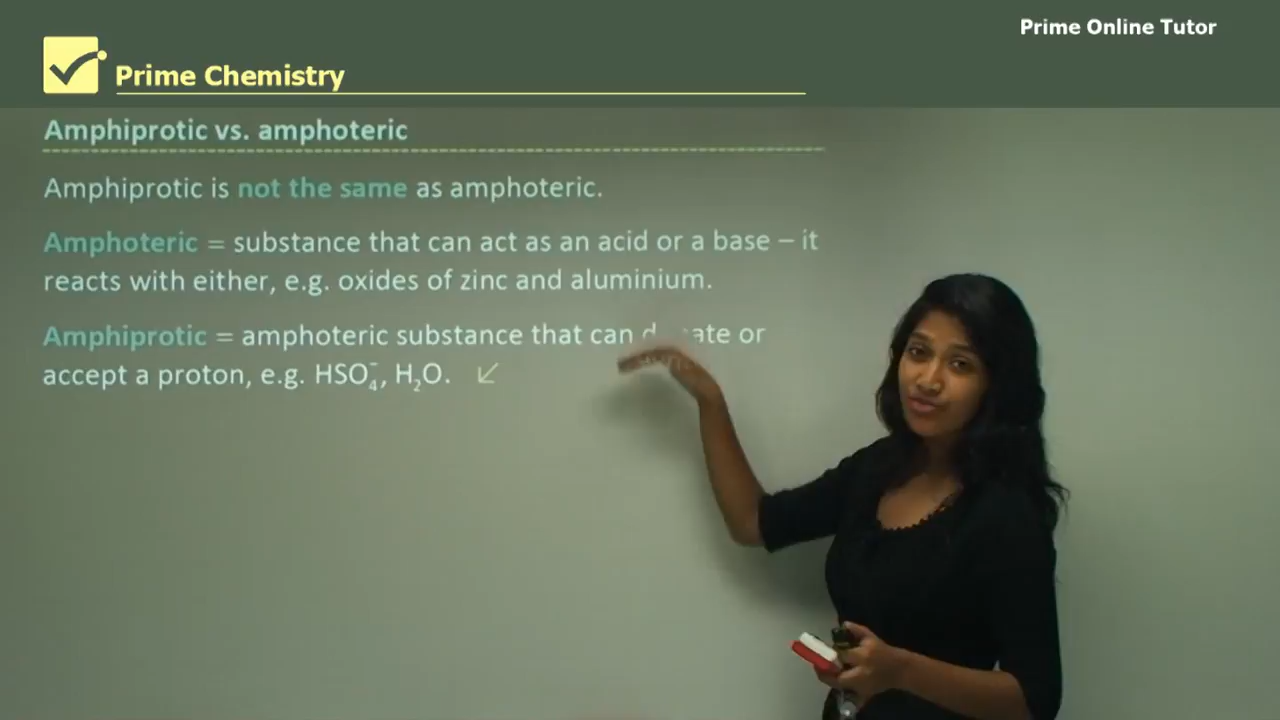 Prime Online Tutor
Prime Chemistry
Amphiprotic vs. amphoteric
Amphiprotic is not the same as amphoteric.
Amphoteric = substance that can act as an acid or a base – it
reacts with either, e.g. oxides of zinc and aluminium.
Amphiprotic = amphoteric substance that can or
accept a proton, e.g. HSO₄⁻, H₂O. ↙